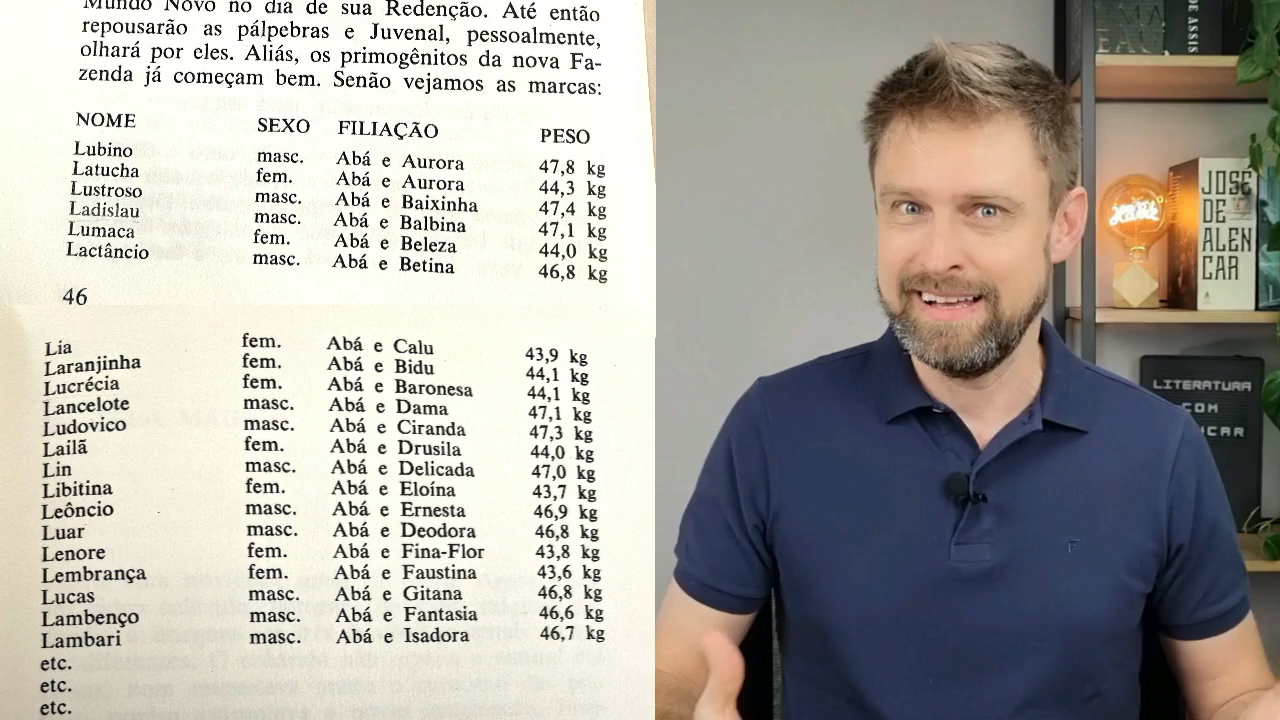 Mundo Novo no dia de sua Redenção. Até então
repousarão as pálpebras e Juvenal, pessoalmente,
olhará por eles. Aliás, os primogênitos da nova Fa-
zenda já começam bem. Senão vejamos as marcas:
NOME SEXO FILIAÇÃO PESO
Lubino masc. Abá e Aurora 47,8 kg
Latucha fem. Abá e Aurora 44,3 kg
Lustroso masc. Abá e Baixinha 47,4 kg
Ladislau masc. Abá e Balbina 47,1 kg
Lumaca fem. Abá e Beleza 44,0 kg
Lactâncio masc. Abá e Betina 46,8 kg
46
Lia fem. Abá e Calu 43,9 kg
Laranjinha fem. Abá e Bidu 44,1 kg
Lucrécia fem. Abá e Baronesa 44,1 kg
Lancelote masc. Abá e Dama 47,1 kg
Ludovico masc. Abá e Ciranda 47,3 kg
Lailã fem. Abá e Drusila 44,0 kg
Lin masc. Abá e Delicada 47,0 kg
Libitina fem. Abá e Eloína 43,7 kg
Leôncio masc. Abá e Ernesta 46,9 kg
Luar masc. Abá e Deodora 46,8 kg
Lenore fem. Abá e Fina-Flor 43,8 kg
Lembrança fem. Abá e Faustina 43,6 kg
Lucas masc. Abá e Gitana 46,8 kg
Lambenço masc. Abá e Fantasia 46,6 kg
Lambari masc. Abá e Isadora 46,7 kg
etc.
etc.
etc.
DE ASSIS
JOSÉ
DE
ALEN
CAR
LITERATURA
COM